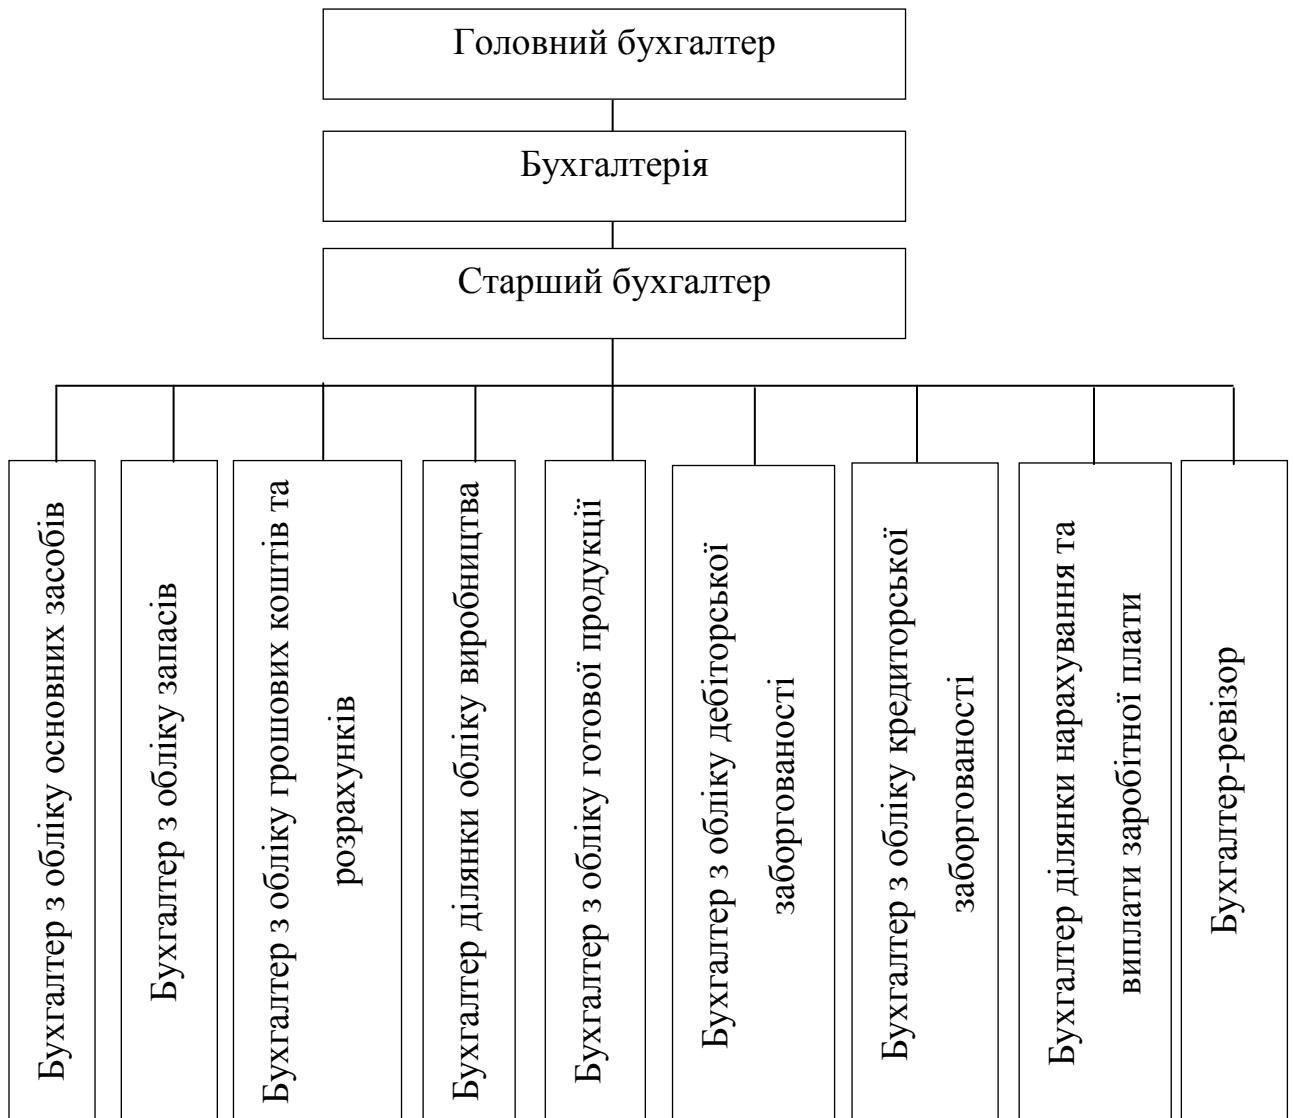 Головний бухгалтер
Бухгалтерія
Старший бухгалтер
Бухгалтер з обліку основних засобів
Бухгалтер з обліку запасів
Бухгалтер з обліку грошових коштів та
розрахунків
Бухгалтер ділянки обліку виробництва
Бухгалтер з обліку готової продукції
Бухгалтер з обліку дебіторської
заборгованості
Бухгалтер з обліку кредиторської
заборгованості
Бухгалтер ділянки нарахування та
виплати заробітної плати
Бухгалтер-ревізор